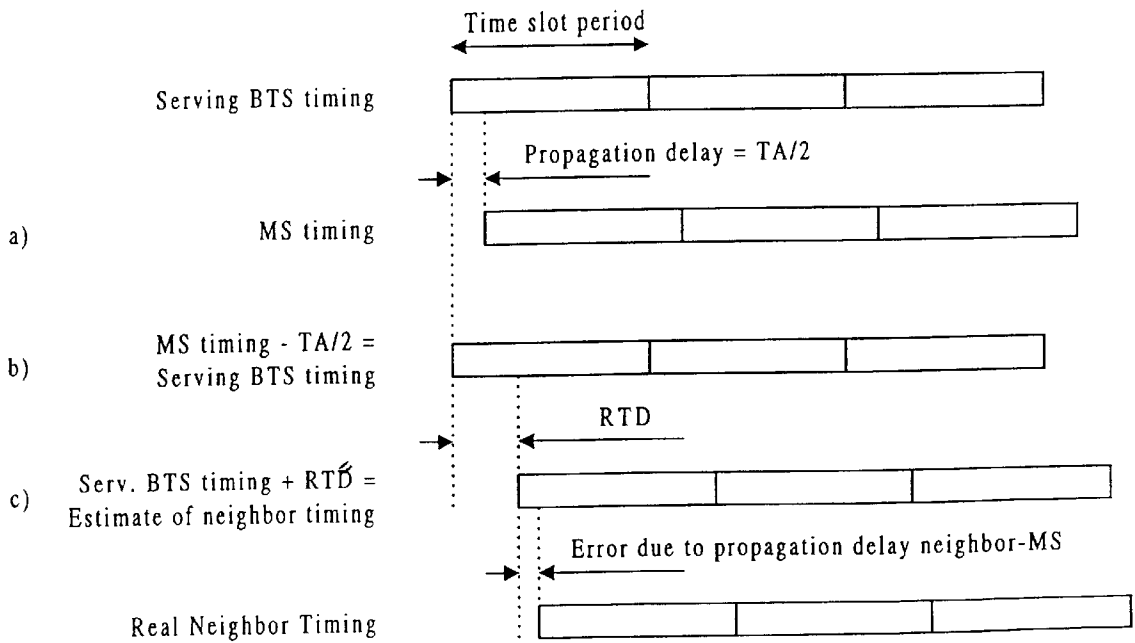 Time slot period
Serving BTS timing
Propagation delay = TA/2
a)
MS timing
b)
MS timing - TA/2 =
Serving BTS timing
RTD
c)
Serv. BTS timing + RTD =
Estimate of neighbor timing
Error due to propagation delay neighbor-MS
Real Neighbor Timing